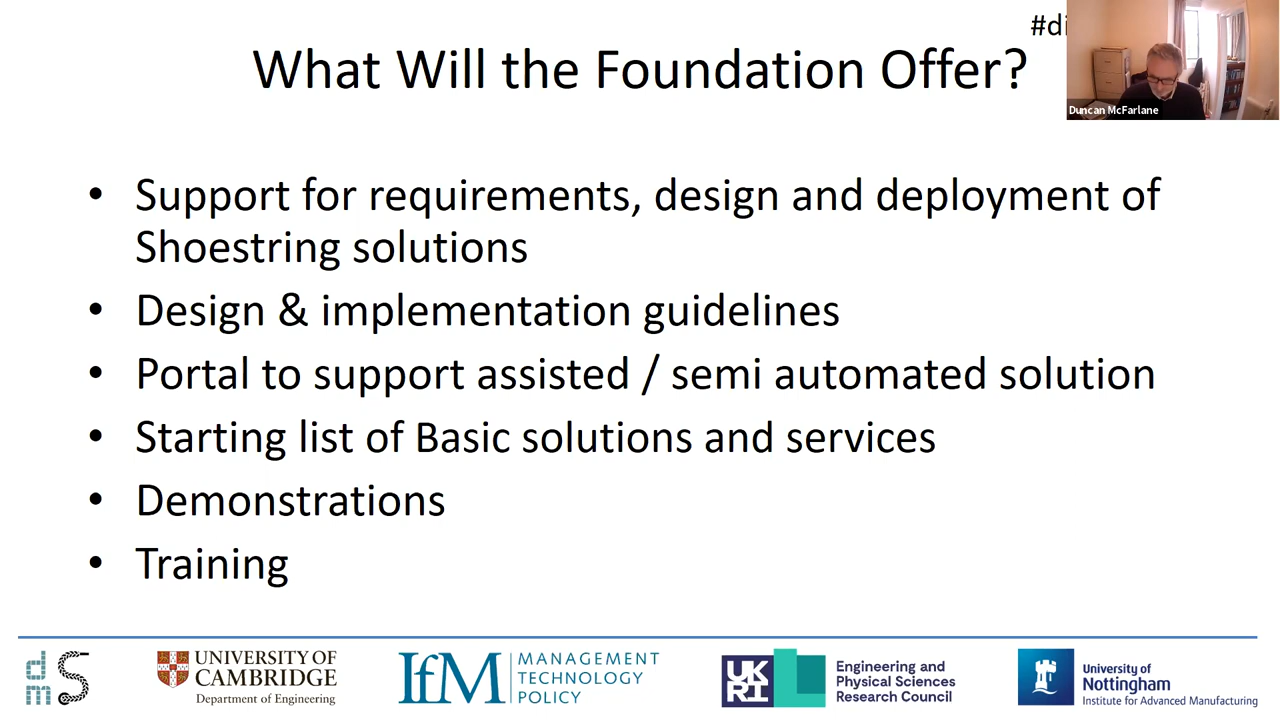 #di
What Will the Foundation Offer?
Duncan McFarlane
• Support for requirements, design and deployment of
Shoestring solutions
• Design & implementation guidelines
• Portal to support assisted / semi automated solution
• Starting list of Basic solutions and services
• Demonstrations
• Training
dm S
UNIVERSITY OF
CAMBRIDGE
Department of Engineering
IfM
MANAGEMENT
TECHNOLOGY
POLICY
UK
RI
Engineering and
Physical Sciences
Research Council
University of
Nottingham
Institute for Advanced Manufacturing